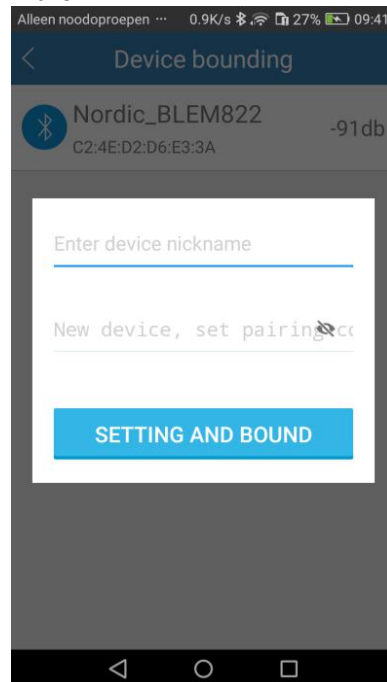 Alleen noodoproepen ... 0.9K/s 27% 09:41
Device bounding
Nordic_BLEM822
-91db
C2:4E:D2:D6:E3:3A
Enter device nickname
New device, set pairing co
SETTING AND BOUND